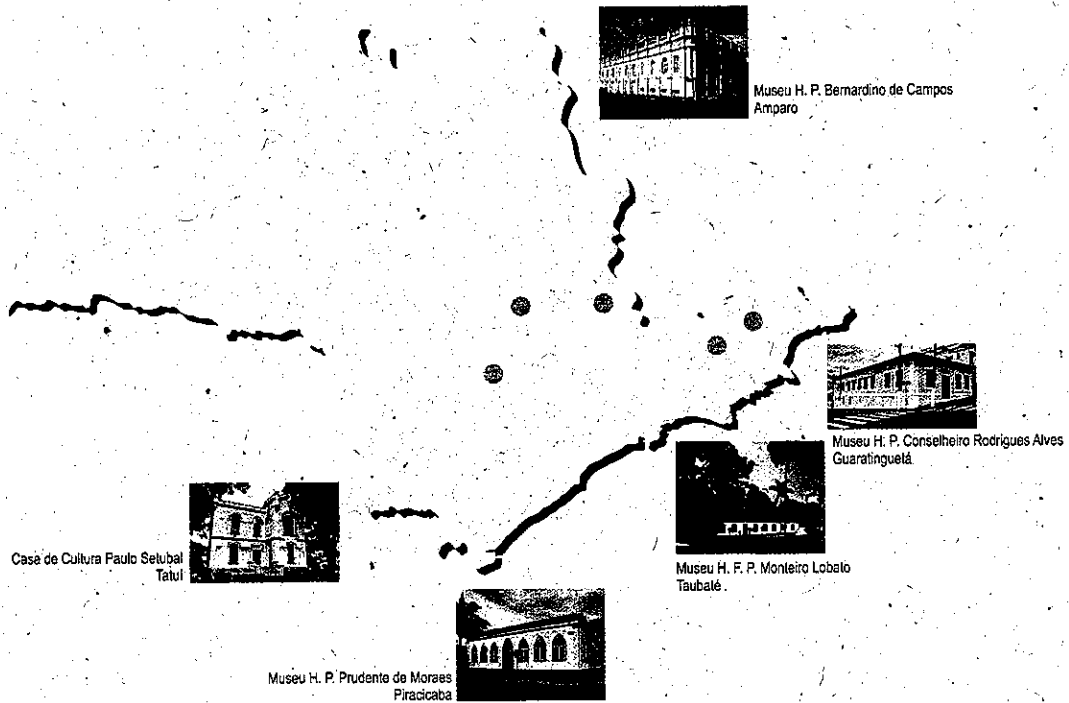 Museu H. P. Bernardino de Campos
Amparo
Museu H. P. Conselheiro Rodrigues Alves
Guaratinguetá
Museu H. F. P. Monteiro Lobato
Taubaté.
Casa de Cultura Paulo Setubal
Tatuí
Museu H. P. Prudente de Moraes
Piracicaba